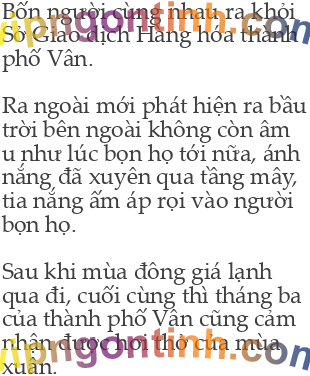 Bốn người cùng nhau ra khỏi
Sở Giao dịch Hàng hóa thành
phố Vân.
Ra ngoài mới phát hiện ra bầu
trời bên ngoài không còn âm
u như lúc bọn họ tới nữa, ánh
nắng đã xuyên qua tầng mây,
tia nắng ấm áp rọi vào người
bọn họ.
Sau khi mùa đông giá lạnh
qua đi, cuối cùng thì tháng ba
của thành phố Vân cũng cảm
nhận được hơi thở của mùa
xuân.
vipngontinh.com
vipngontinh.com